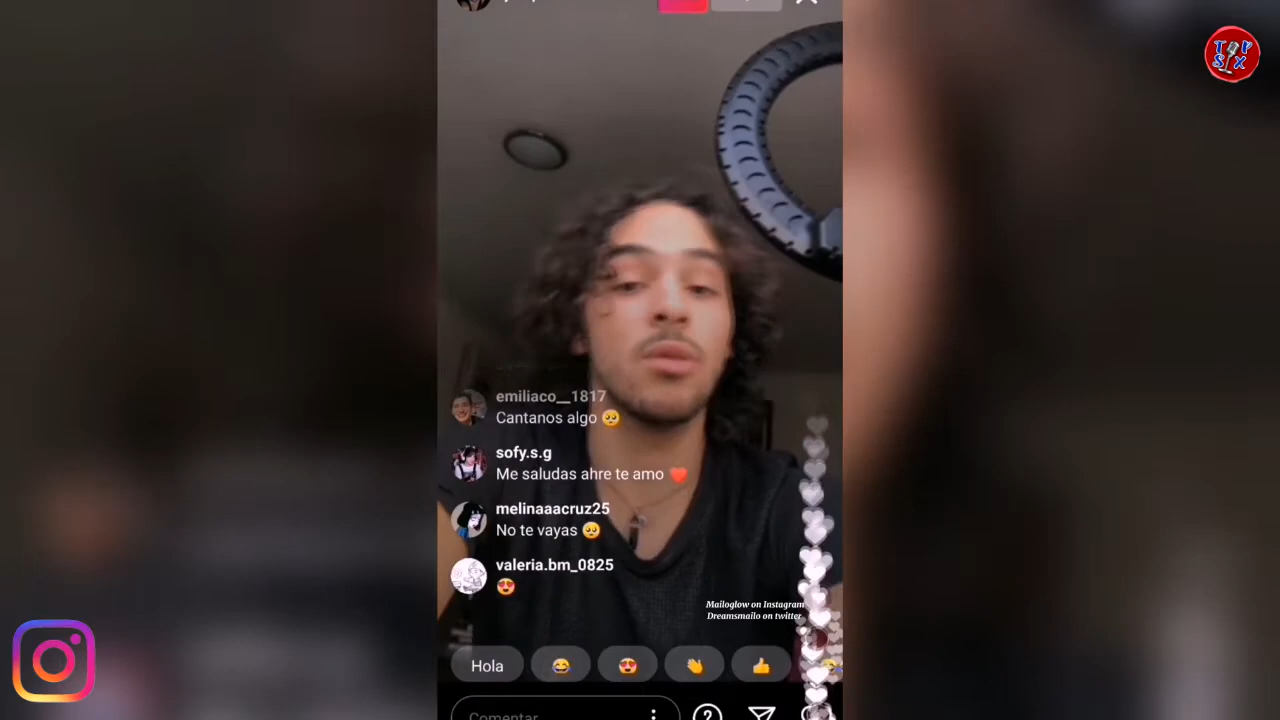 T P
S X
emiliaco__1817
Cantanos algo 🥺
sofy.s.g
Me saludas ahre te amo ♥️
melinaaacruz25
No te vayas 🥺
valeria.bm_0825
😍
Mailoglow on Instagram
Dreamsmailo on twitter
Hola
Comentar